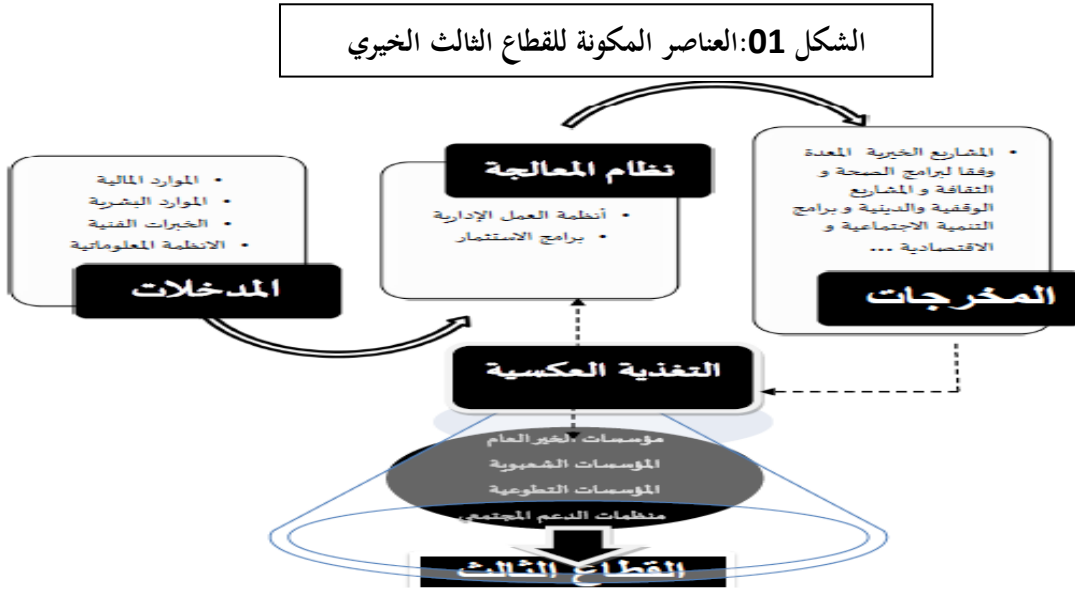 الشكل 01:العناصر المكونة للقطاع الثالث الخيري
• الموارد المالية
• الموارد البشرية
• الخبرات الفنية
• الانظمة المعلوماتية
المدخلات
نظام المعالجة
• أنظمة العمل الإدارية
• برامج الاستثمار
• المشاريع الخيرية المعدة
وفقا لبرامج الصحة و
الثقافة و المشاريع
الوقفية والدينية و برامج
التنمية الاجتماعية و
الاقتصادية ...
المخرجات
التغذية العكسية
مؤسسات الخير العام
المؤسسات الشعبوية
المؤسسات التطوعية
منظمات الدعم المجتمعي
القطاع الثالث